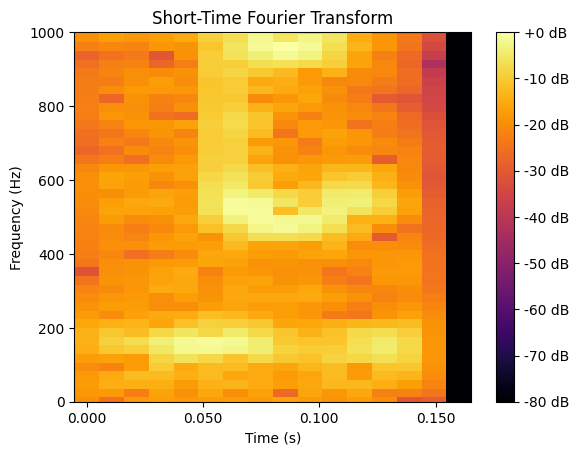 Short-Time Fourier Transform
1000
800
600
400
200
0
Frequency (Hz)
0.000
0.050
0.100
0.150
Time (s)
+0 dB
-10 dB
-20 dB
-30 dB
-40 dB
-50 dB
-60 dB
-70 dB
-80 dB